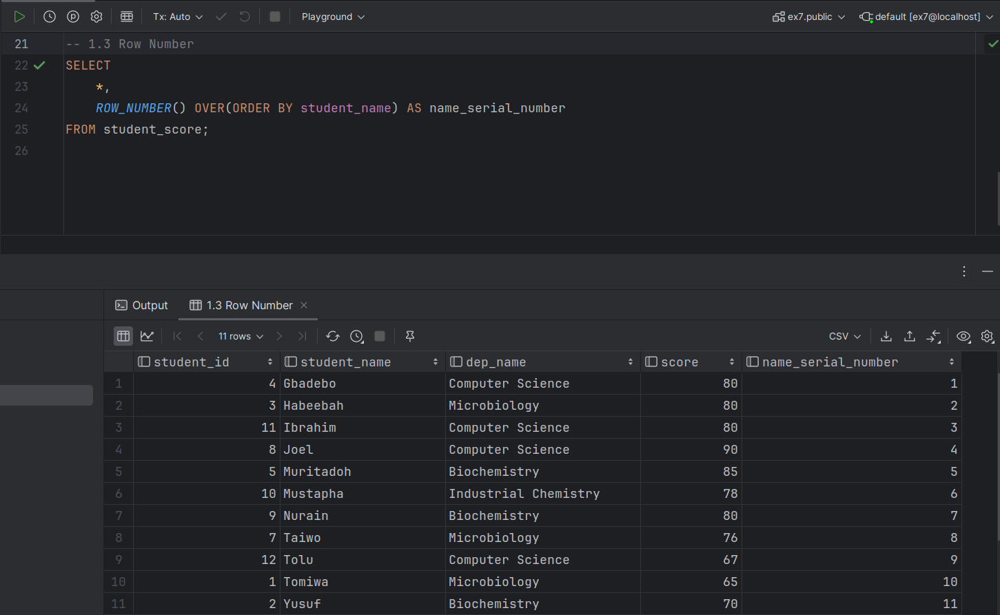 Tx: Auto Playground ex7.public default [ex7@localhost]
21 -- 1.3 Row Number
22 SELECT
23 *,
24 ROW_NUMBER() OVER(ORDER BY student_name) AS name_serial_number
25 FROM student_score;
26
Output 1.3 Row Number
11 rows CSV
student_id student_name dep_name score name_serial_number
1 4 Gbadebo Computer Science 80 1
2 3 Habeebah Microbiology 80 2
3 11 Ibrahim Computer Science 80 3
4 8 Joel Computer Science 90 4
5 5 Muritadoh Biochemistry 85 5
6 10 Mustapha Industrial Chemistry 78 6
7 9 Nurain Biochemistry 80 7
8 7 Taiwo Microbiology 76 8
9 12 Tolu Computer Science 67 9
10 1 Tomiwa Microbiology 65 10
11 2 Yusuf Biochemistry 70 11